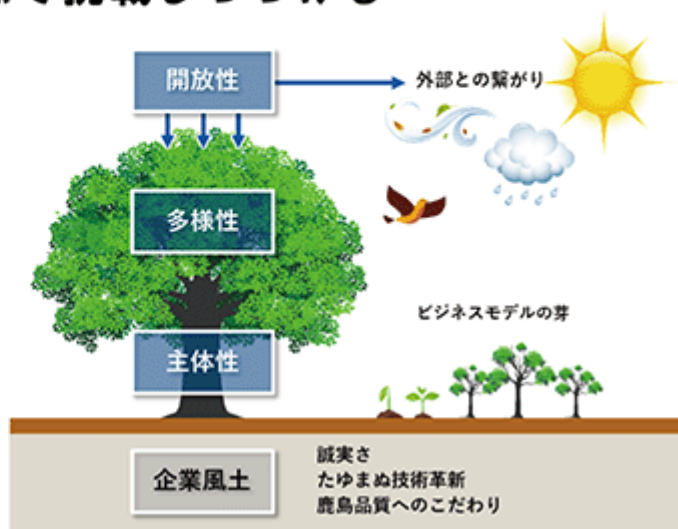 開放性
外部との繋がり
多様性
ビジネスモデルの芽
主体性
企業風土
誠実さ
たゆまぬ技術革新
鹿島品質へのこだわり